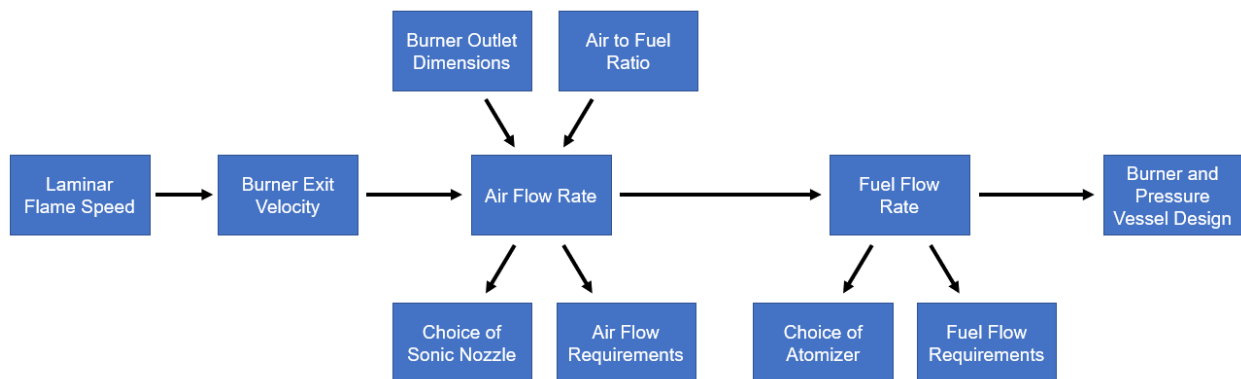 Burner Outlet
Dimensions
Air to Fuel
Ratio
Laminar
Flame Speed
Burner Exit
Velocity
Air Flow Rate
Fuel Flow
Rate
Burner and
Pressure
Vessel Design
Choice of
Sonic Nozzle
Air Flow
Requirements
Choice of
Atomizer
Fuel Flow
Requirements